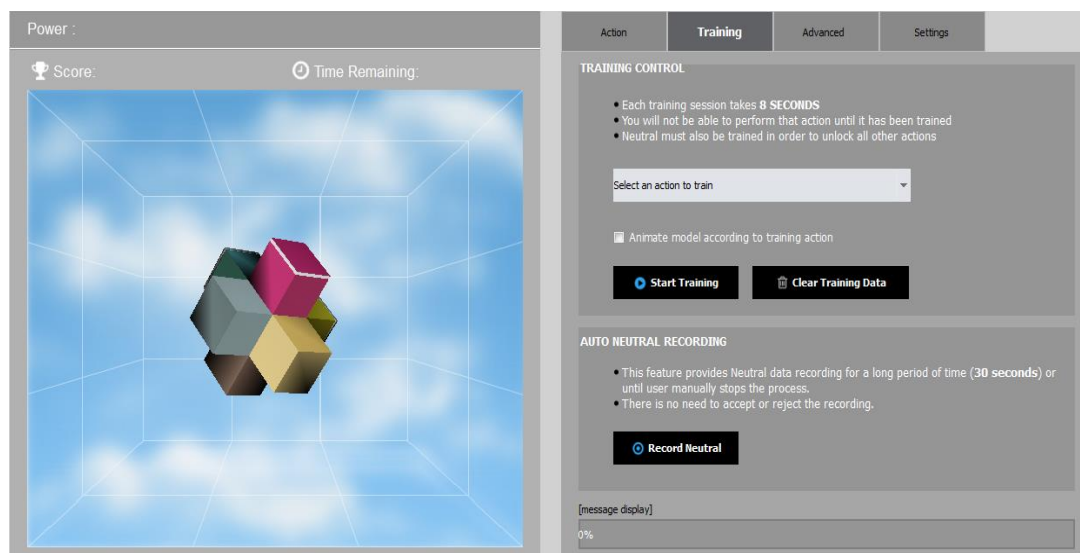 Power :
Score:
Time Remaining:
Action
Training
Advanced
Settings
TRAINING CONTROL
• Each training session takes 8 SECONDS
• You will not be able to perform that action until it has been trained
• Neutral must also be trained in order to unlock all other actions
Select an action to train
Animate model according to training action
Start Training
Clear Training Data
AUTO NEUTRAL RECORDING
• This feature provides Neutral data recording for a long period of time (30 seconds) or
until user manually stops the process.
• There is no need to accept or reject the recording.
Record Neutral
[message display]
0%